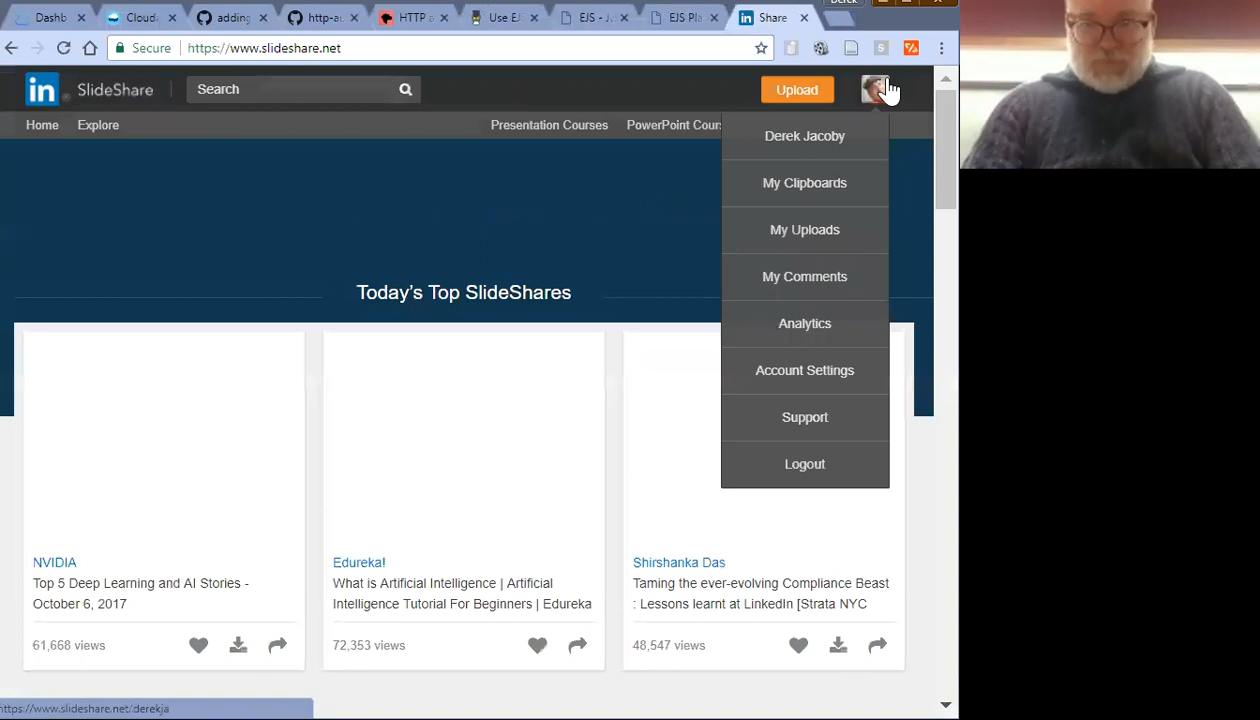 Derek
Dashb
Cloud
adding
http-au
HTTP a
Use EJ
EJS - J
EJS Pla
Share
Secure https://www.slideshare.net
in SlideShare
Search
Upload
Home
Explore
Presentation Courses
PowerPoint Cour
Derek Jacoby
My Clipboards
My Uploads
My Comments
Analytics
Account Settings
Support
Logout
Today's Top SlideShares
NVIDIA
Top 5 Deep Learning and AI Stories -
October 6, 2017
61,668 views
Edureka!
What is Artificial Intelligence | Artificial
Intelligence Tutorial For Beginners | Edureka
72,353 views
Shirshanka Das
Taming the ever-evolving Compliance Beast
: Lessons learnt at LinkedIn [Strata NYC
48,547 views
https://www.slideshare.net/derekja